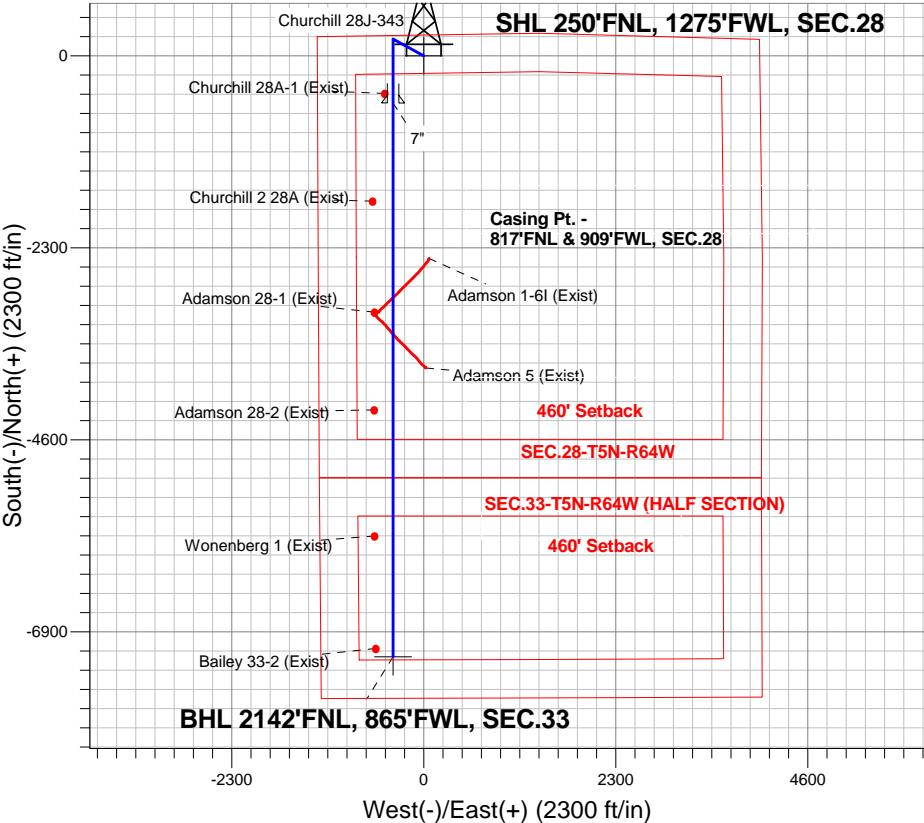 Churchill 28J-343
SHL 250'FNL, 1275'FWL, SEC.28
0
Churchill 28A-1 (Exist)
7"
Churchill 2 28A (Exist)
Casing Pt. -
817'FNL & 909'FWL, SEC.28
-2300
Adamson 28-1 (Exist)
Adamson 1-6I (Exist)
Adamson 5 (Exist)
Adamson 28-2 (Exist)
460' Setback
-4600
SEC.28-T5N-R64W
SEC.33-T5N-R64W (HALF SECTION)
Wonenberg 1 (Exist)
460' Setback
-6900
Bailey 33-2 (Exist)
BHL 2142'FNL, 865'FWL, SEC.33
South(-)/North(+) (2300 ft/in)
-2300
0
2300
4600
West(-)/East(+) (2300 ft/in)